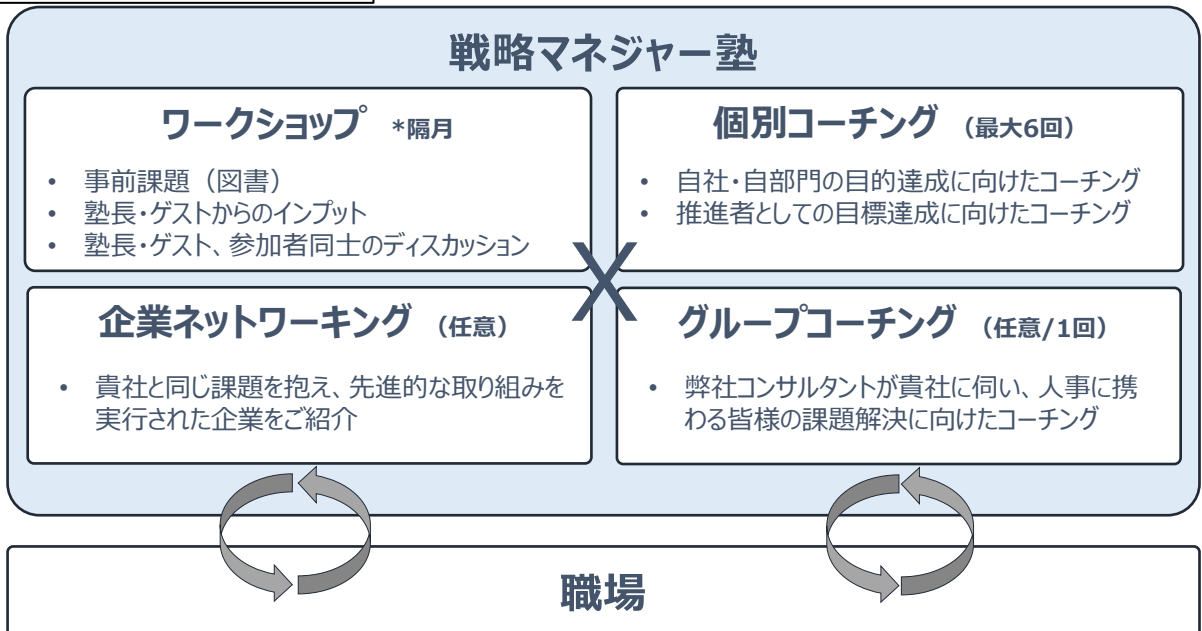 戦略マネジャー塾
ワークショップ *隔月
• 事前課題（図書）
• 塾長・ゲストからのインプット
• 塾長・ゲスト、参加者同士のディスカッション
個別コーチング （最大6回）
• 自社・自部門の目的達成に向けたコーチング
• 推進者としての目標達成に向けたコーチング
X
企業ネットワーキング （任意）
• 貴社と同じ課題を抱え、先進的な取り組みを
実行された企業をご紹介
グループコーチング （任意/1回）
• 弊社コンサルタントが貴社に伺い、人事に携
わる皆様の課題解決に向けたコーチング
職場